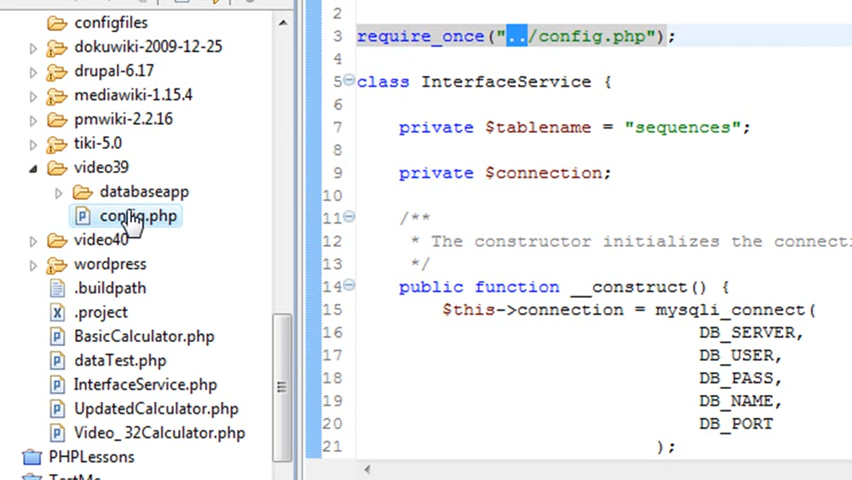 configfiles
dokuwiki-2009-12-25
drupal-6.17
mediawiki-1.15.4
pmwiki-2.2.16
tiki-5.0
video39
databaseapp
config.php
video40
wordpress
.buildpath
.project
BasicCalculator.php
dataTest.php
InterfaceService.php
UpdatedCalculator.php
Video_32Calculator.php
PHPLessons
TestMe
2
3 require_once("../config.php");
4
5 class InterfaceService {
6
7 private $tablename = "sequences";
8
9 private $connection;
10
11 /**
12 * The constructor initializes the connecti
13 */
14 public function __construct() {
15 $this->connection = mysqli_connect(
16 DB_SERVER,
17 DB_USER,
18 DB_PASS,
19 DB_NAME,
20 DB_PORT
21 );